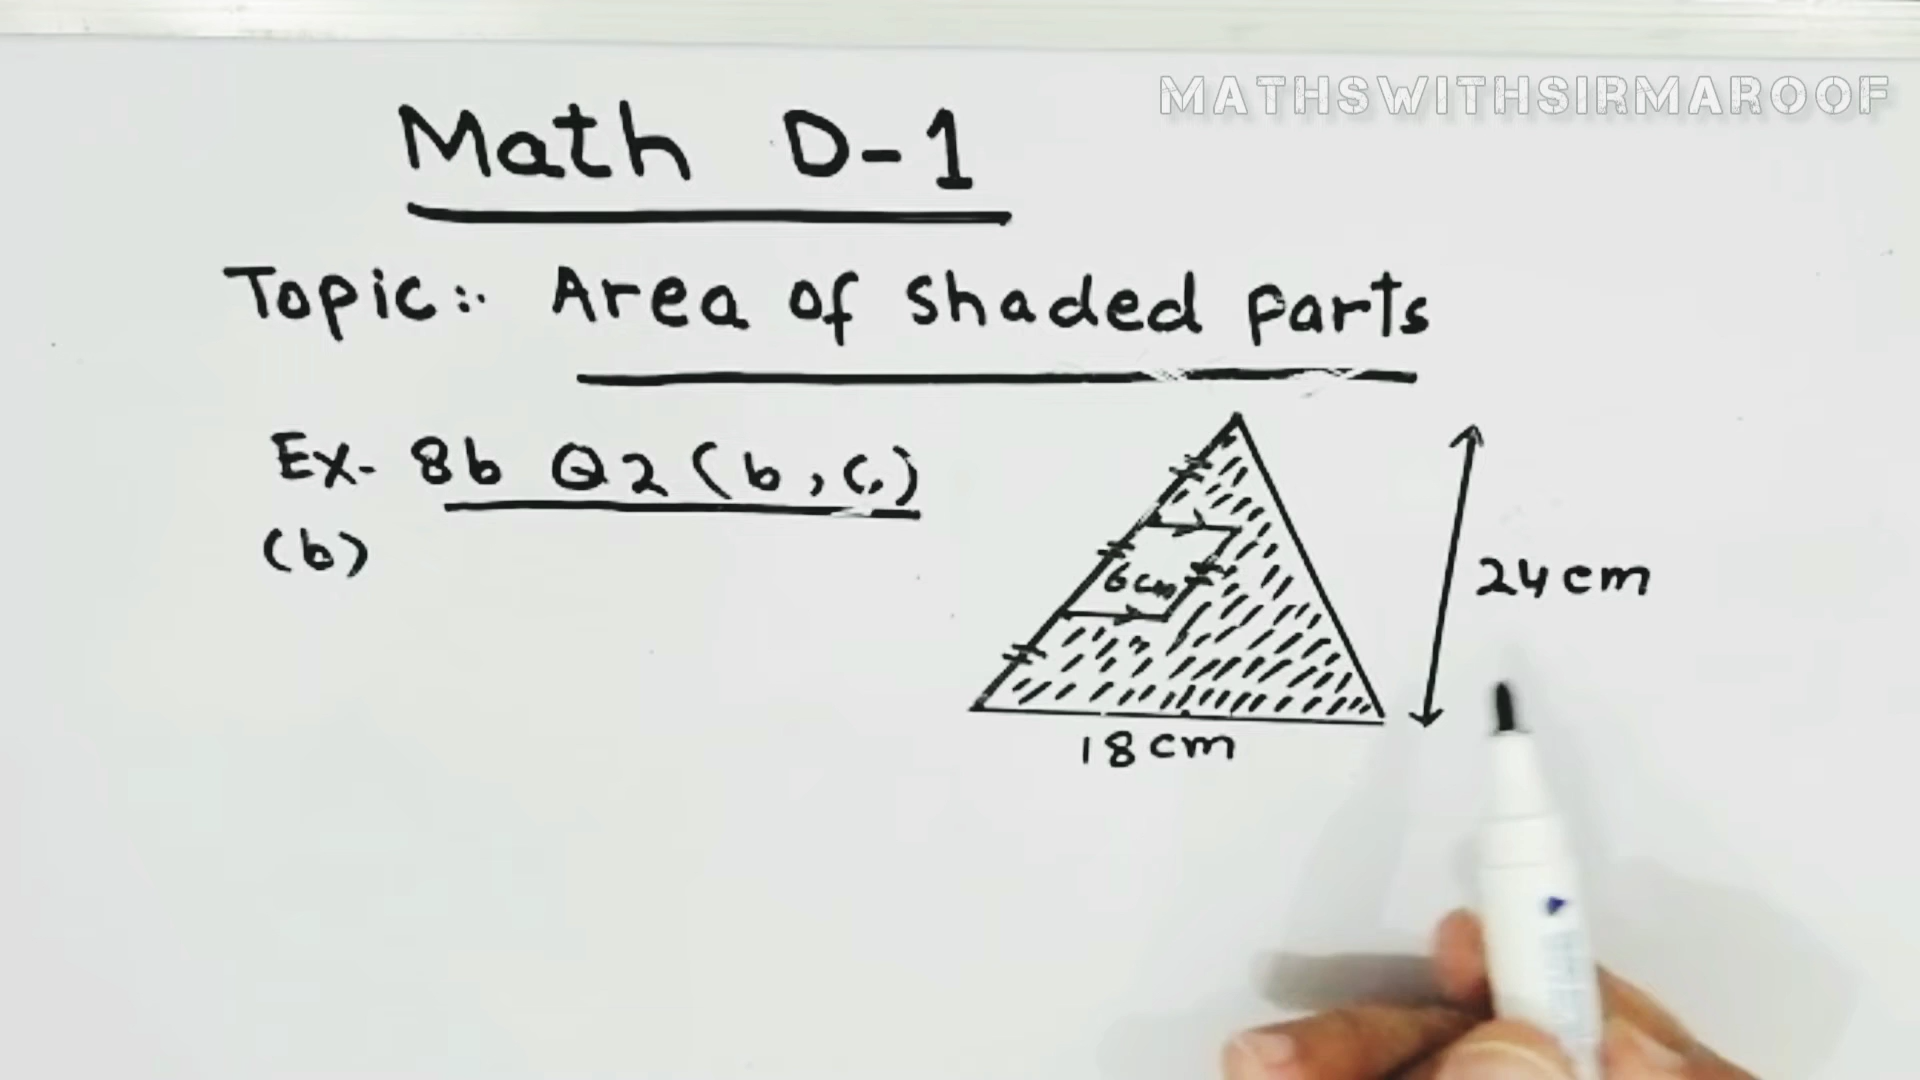 MATHSWITHSIRMAROOF
Math D-1
Topic:. Area of shaded parts
Ex- 8b Q2 (b, c)
(b)
6cm
24cm
18cm